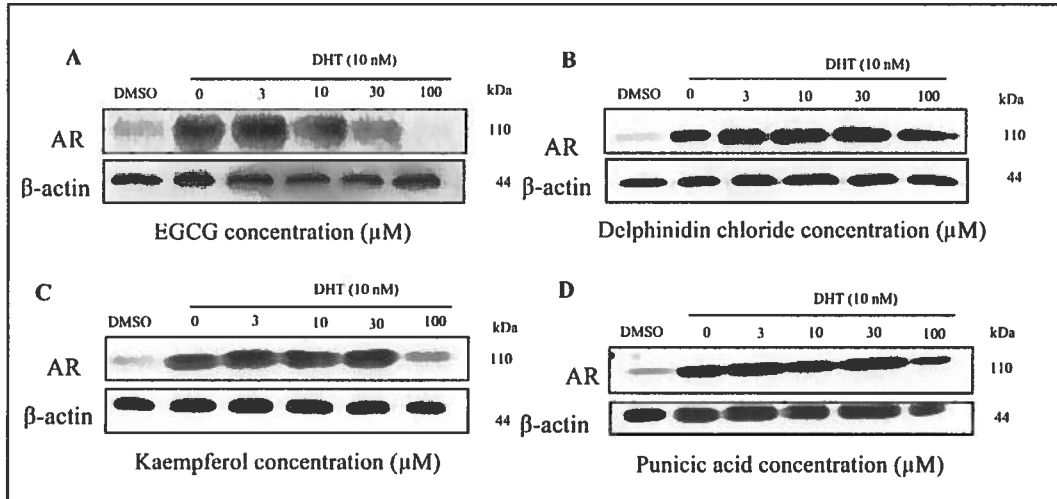 A
DHT (10 nM)
DMSO 0 3 10 30 100 kDa
AR 110
β-actin 44
EGCG concentration (µM)
B
DHT (10 nM)
DMSO 0 3 10 30 100 kDa
AR 110
β-actin 44
Delphinidin chloride concentration (µM)
C
DHT (10 nM)
DMSO 0 3 10 30 100 kDa
AR 110
β-actin 44
Kaempferol concentration (µM)
D
DHT (10 nM)
DMSO 0 3 10 30 100 kDa
AR 110
β-actin 44
Punicic acid concentration (µM)